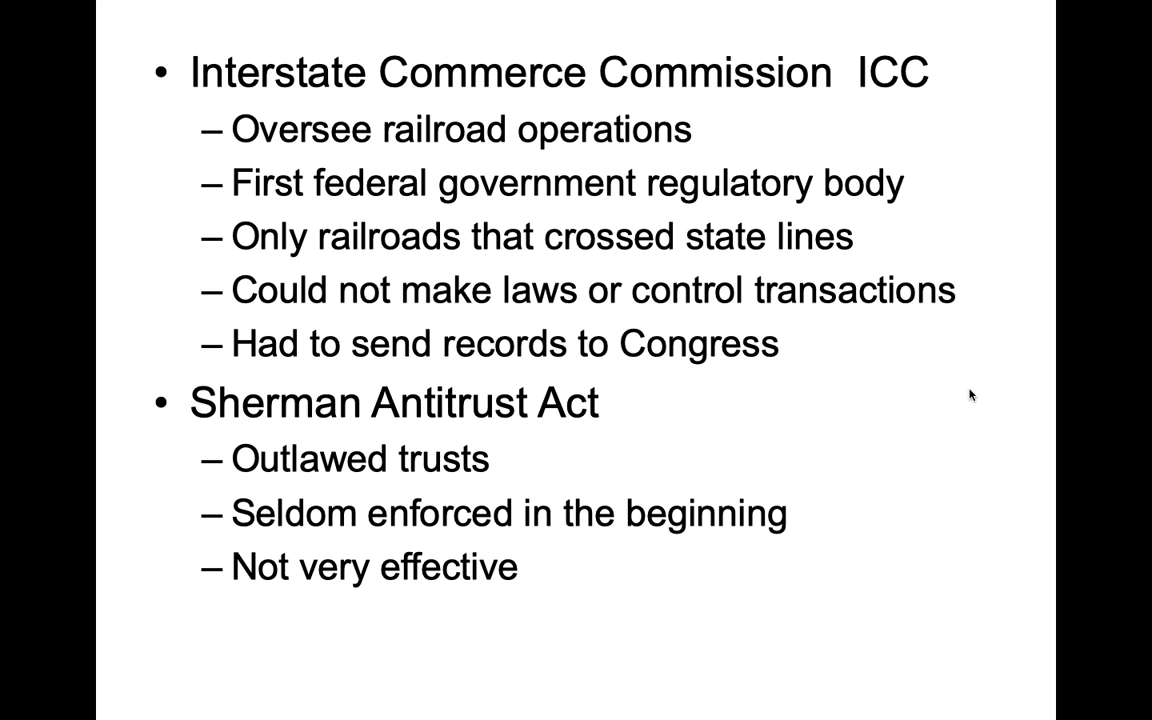 • Interstate Commerce Commission  ICC
– Oversee railroad operations
– First federal government regulatory body
– Only railroads that crossed state lines
– Could not make laws or control transactions
– Had to send records to Congress
• Sherman Antitrust Act
– Outlawed trusts
– Seldom enforced in the beginning
– Not very effective